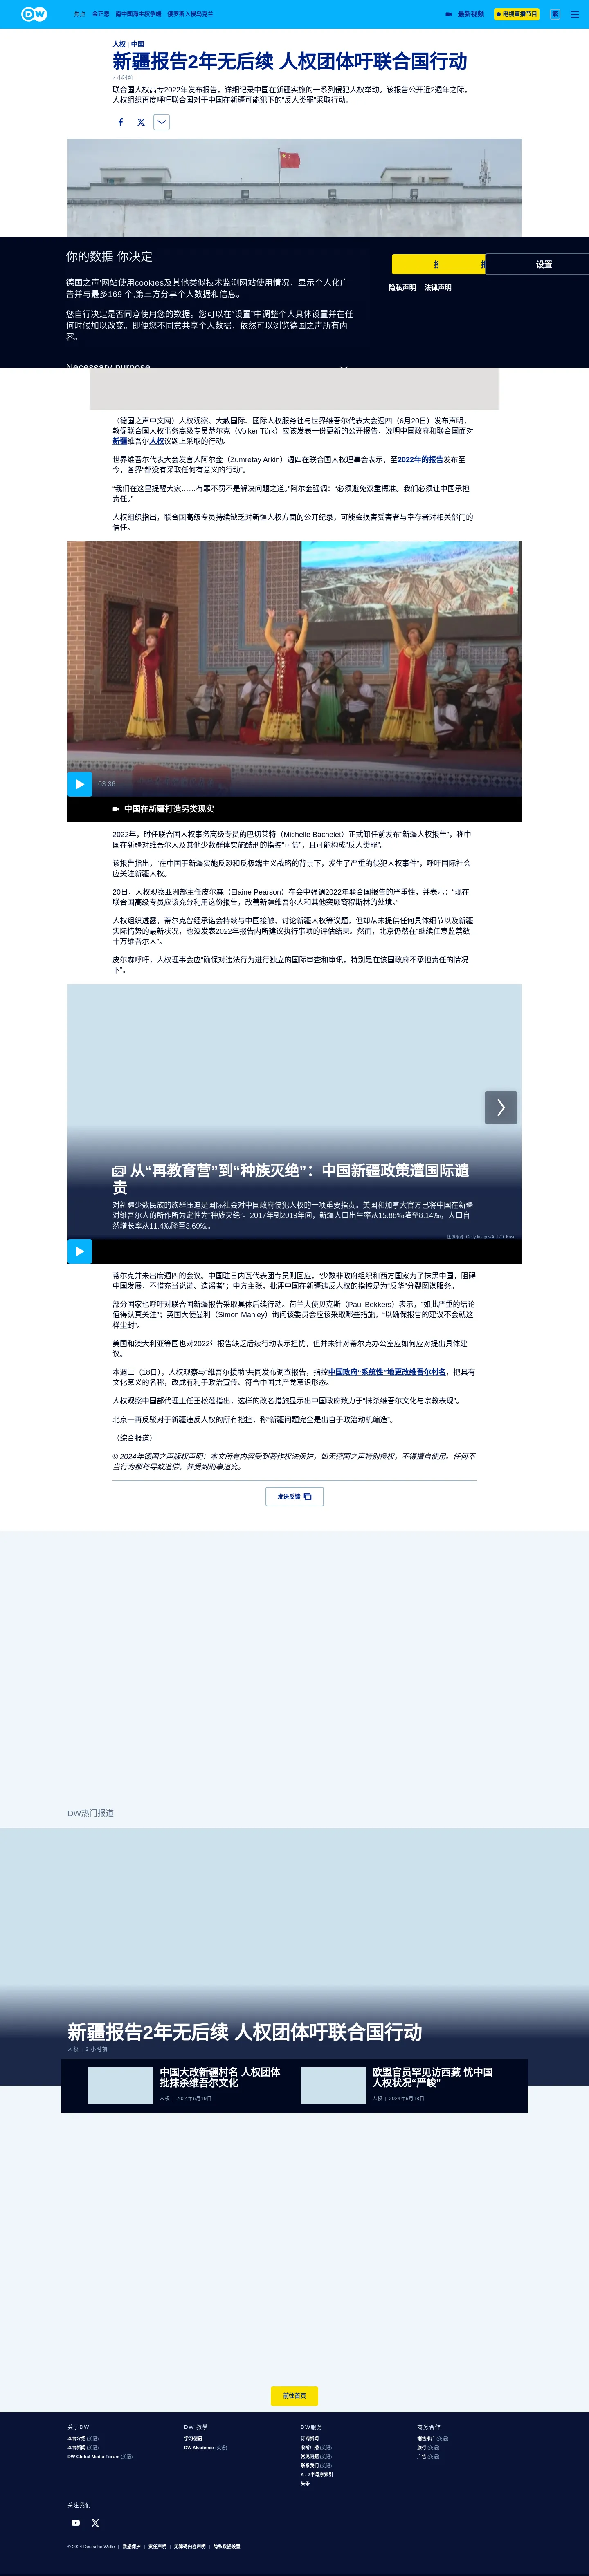 DW
焦点
金正恩
南中国海主权争端
俄罗斯入侵乌克兰
最新视频
电视直播节目
繁
人权 | 中国
新疆报告2年无后续 人权团体吁联合国行动
2 小时前
联合国人权高专2022年发布报告，详细记录中国在新疆实施的一系列侵犯人权举动。该报告公开近2週年之际，
人权组织再度呼吁联合国对于中国在新疆可能犯下的“反人类罪”采取行动。
你的数据 你决定
德国之声‘网站使用cookies及其他类似技术监测网站使用情况，显示个人化广
告并与最多169 个;第三方分享个人数据和信息。
您自行决定是否同意使用您的数据。您可以在“设置”中调整个人具体设置并在任
何时候加以改变。即便您不同意共享个人数据，依然可以浏览德国之声所有内
容。
Necessary purpose
设置
隐私声明 | 法律声明
（德国之声中文网）人权观察、大赦国际、國際人权服务社与世界维吾尔代表大会週四（6月20日）发布声明，
敦促联合国人权事务高级专员蒂尔克（Volker Türk）应该发表一份更新的公开报告，说明中国政府和联合国面对
新疆维吾尔人权议题上采取的行动。
世界维吾尔代表大会发言人阿尔金（Zumretay Arkin）週四在联合国人权理事会表示，至2022年的报告发布至
今，各界“都没有采取任何有意义的行动”。
“我们在这里提醒大家……有罪不罚不是解决问题之道。”阿尔金强调：“必须避免双重標准。我们必须让中国承担
责任。”
人权组织指出，联合国高级专员持续缺乏对新疆人权方面的公开纪录，可能会损害受害者与幸存者对相关部门的
信任。
03:36
中国在新疆打造另类现实
2022年，时任联合国人权事务高级专员的巴切莱特（Michelle Bachelet）正式卸任前发布“新疆人权报告”，称中
国在新疆对维吾尔人及其他少数群体实施酷刑的指控“可信”，且可能构成“反人类罪”。
该报告指出，“在中国于新疆实施反恐和反极端主义战略的背景下，发生了严重的侵犯人权事件”，呼吁国际社会
应关注新疆人权。
20日，人权观察亚洲部主任皮尔森（Elaine Pearson）在会中强调2022年联合国报告的严重性，并表示：“现在
联合国高级专员应该充分利用这份报告，改善新疆维吾尔人和其他突厥裔穆斯林的处境。”
人权组织透露，蒂尔克曾经承诺会持续与中国接触、讨论新疆人权等议题，但却从未提供任何具体细节以及新疆
实际情势的最新状况，也没发表2022年报告内所建议执行事项的评估结果。然而，北京仍然在“继续任意监禁数
十万维吾尔人”。
皮尔森呼吁，人权理事会应“确保对违法行为进行独立的国际审查和审讯，特别是在该国政府不承担责任的情况
下”。
从“再教育营”到“种族灭绝”：中国新疆政策遭国际谴
责
对新疆少数民族的族群压迫是国际社会对中国政府侵犯人权的一项重要指责。美国和加拿大官方已将中国在新疆
对维吾尔人的所作所为定性为“种族灭绝”。2017年到2019年间，新疆人口出生率从15.88‰降至8.14‰，人口自
然增长率从11.4‰降至3.69‰。
图像来源: Getty Images/AFP/O. Kose
蒂尔克并未出席週四的会议。中国驻日内瓦代表团专员则回应，“少数非政府组织和西方国家为了抹黑中国，阻碍
中国发展，不惜充当说谎、造谣者”；中方主张，批评中国在新疆违反人权的指控是为“以华制华”分裂图谋服务。
部分国家也呼吁对联合国新疆报告采取具体后续行动。荷兰大使贝克斯（Paul Bekkers）表示，“如此严重的结论
值得认真关注”；英国大使曼利（Simon Manley）询问该委员会应该采取哪些措施，“以确保报告的建议不会就这
样尘封”。
美国和澳大利亚等国也对2022年报告缺乏后续行动表示担忧，但并未针对蒂尔克办公室应如何应对提出具体建
议。
本週二（18日），人权观察与“维吾尔援助”共同发布调查报告，指控中国政府“系统性”地更改维吾尔村名，把具有
文化意义的名称，改成有利于政治宣传、符合中国共产党意识形态。
人权观察中国部代理主任王松莲指出，这样的改名措施显示出中国政府致力于“抹杀维吾尔文化与宗教表现”。
北京一再反驳对于新疆违反人权的所有指控，称“新疆问题完全是出自于政治动机编造”。
（综合报道）
© 2024年德国之声版权声明：本文所有内容受到著作权法保护，如无德国之声特别授权，不得擅自使用。任何不
当行为都将导致追偿，并受到刑事追究。
发送反馈
DW热门报道
新疆报告2年无后续 人权团体吁联合国行动
人权 | 2 小时前
中国大改新疆村名 人权团体
批抹杀维吾尔文化
人权 | 2024年6月19日
欧盟官员罕见访西藏 忧中国
人权状况“严峻”
人权 | 2024年6月18日
前往首页
关于DW
本台介绍 (英语)
本台新闻 (英语)
DW Global Media Forum (英语)
DW 教學
学习德语
DW Akademie (英语)
DW服务
订阅新闻
收听广播 (英语)
常见问题 (英语)
联系我们 (英语)
A - Z字母序索引
头条
商务合作
销售推广 (英语)
旅行 (英语)
广告 (英语)
关注我们
© 2024 Deutsche Welle | 数据保护 | 责任声明 | 无障碍内容声明 | 隐私数据设置